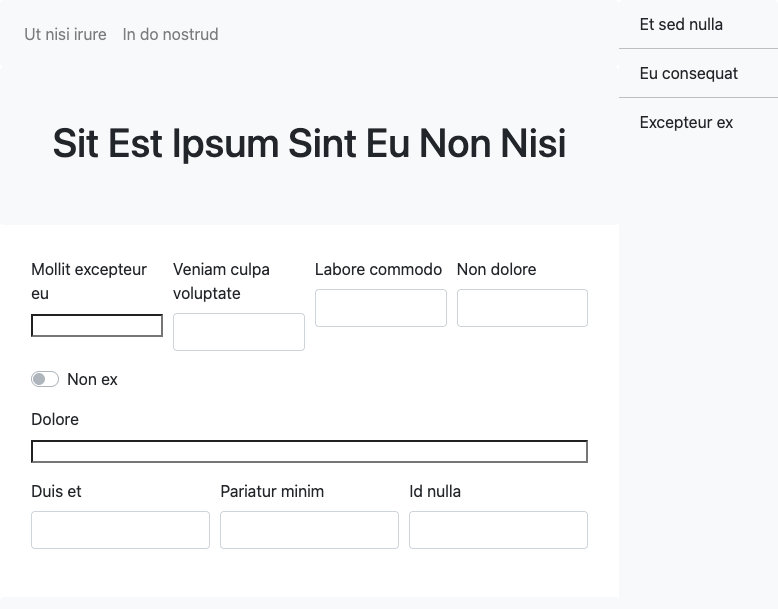 Ut nisi irure
In do nostrud
Sit Est Ipsum Sint Eu Non Nisi
Mollit excepteur
eu
Veniam culpa
voluptate
Labore commodo
Non dolore
Non ex
Dolore
Duis et
Pariatur minim
Id nulla
Et sed nulla
Eu consequat
Excepteur ex